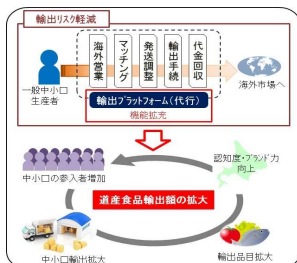 輸出リスク軽減
海外営業
マッチング
発送調整
輸出手続
代金回収
一般中小口
生産者
海外市場へ
輸出プラットフォーム(代行)
機能拡充
中小口の参入者増加
認知度・ブランド力
向上
道産食品輸出額の拡大
中小口輸出拡大
輸出品目拡大